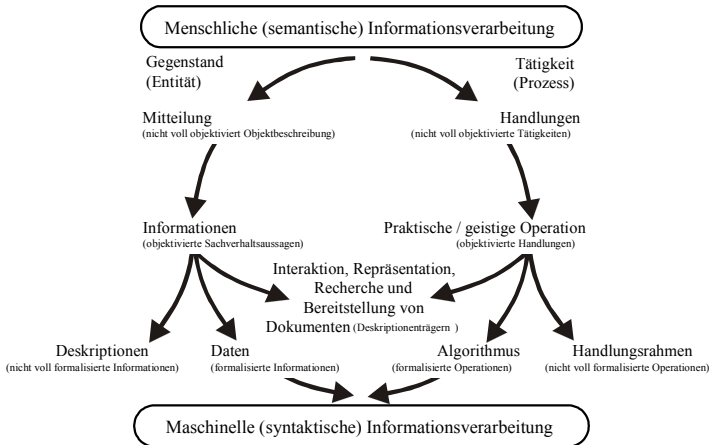 Menschliche (semantische) Informationsverarbeitung
Gegenstand
(Entität)
Tätigkeit
(Prozess)
Mitteilung
(nicht voll objektiviert Objektbeschreibung)
Handlungen
(nicht voll objektivierte Tätigkeiten)
Informationen
(objektivierte Sachverhaltsaussagen)
Praktische / geistige Operation
(objektivierte Handlungen)
Interaktion, Repräsentation,
Recherche und
Bereitstellung von
Dokumenten (Deskriptionenträgern )
Deskriptionen
(nicht voll formalisierte Informationen)
Daten
(formalisierte Informationen)
Algorithmus
(formalisierte Operationen)
Handlungsrahmen
(nicht voll formalisierte Operationen)
Maschinelle (syntaktische) Informationsverarbeitung